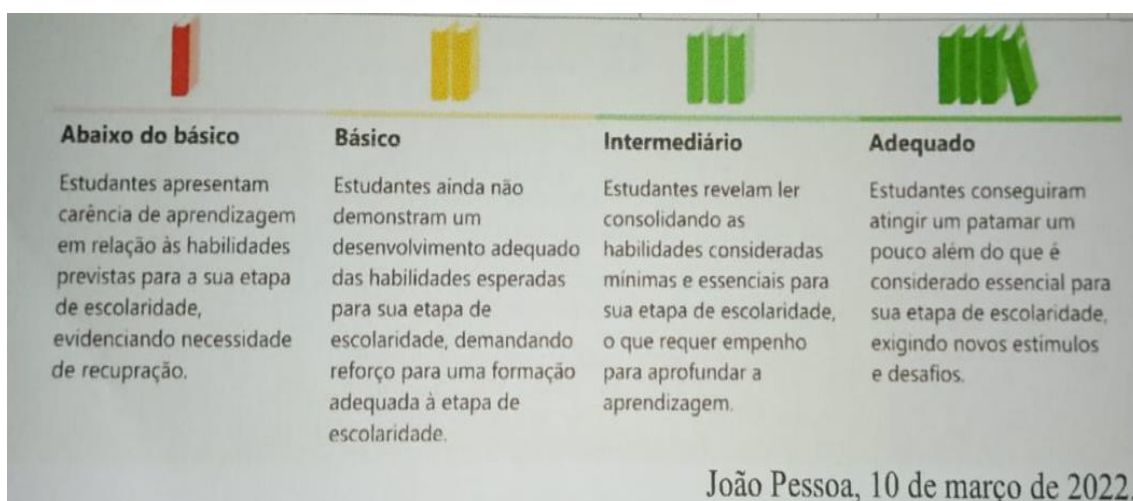 Abaixo do básico
Estudantes apresentam
carência de aprendizagem
em relação às habilidades
previstas para a sua etapa
de escolaridade,
evidenciando necessidade
de recupração.
Básico
Estudantes ainda não
demonstram um
desenvolvimento adequado
das habilidades esperadas
para sua etapa de
escolaridade, demandando
reforço para uma formação
adequada à etapa de
escolaridade.
Intermediário
Estudantes revelam ler
consolidando as
habilidades consideradas
mínimas e essenciais para
sua etapa de escolaridade,
o que requer empenho
para aprofundar a
aprendizagem.
Adequado
Estudantes conseguiram
atingir um patamar um
pouco além do que é
considerado essencial para
sua etapa de escolaridade,
exigindo novos estímulos
e desafios.
João Pessoa, 10 de março de 2022